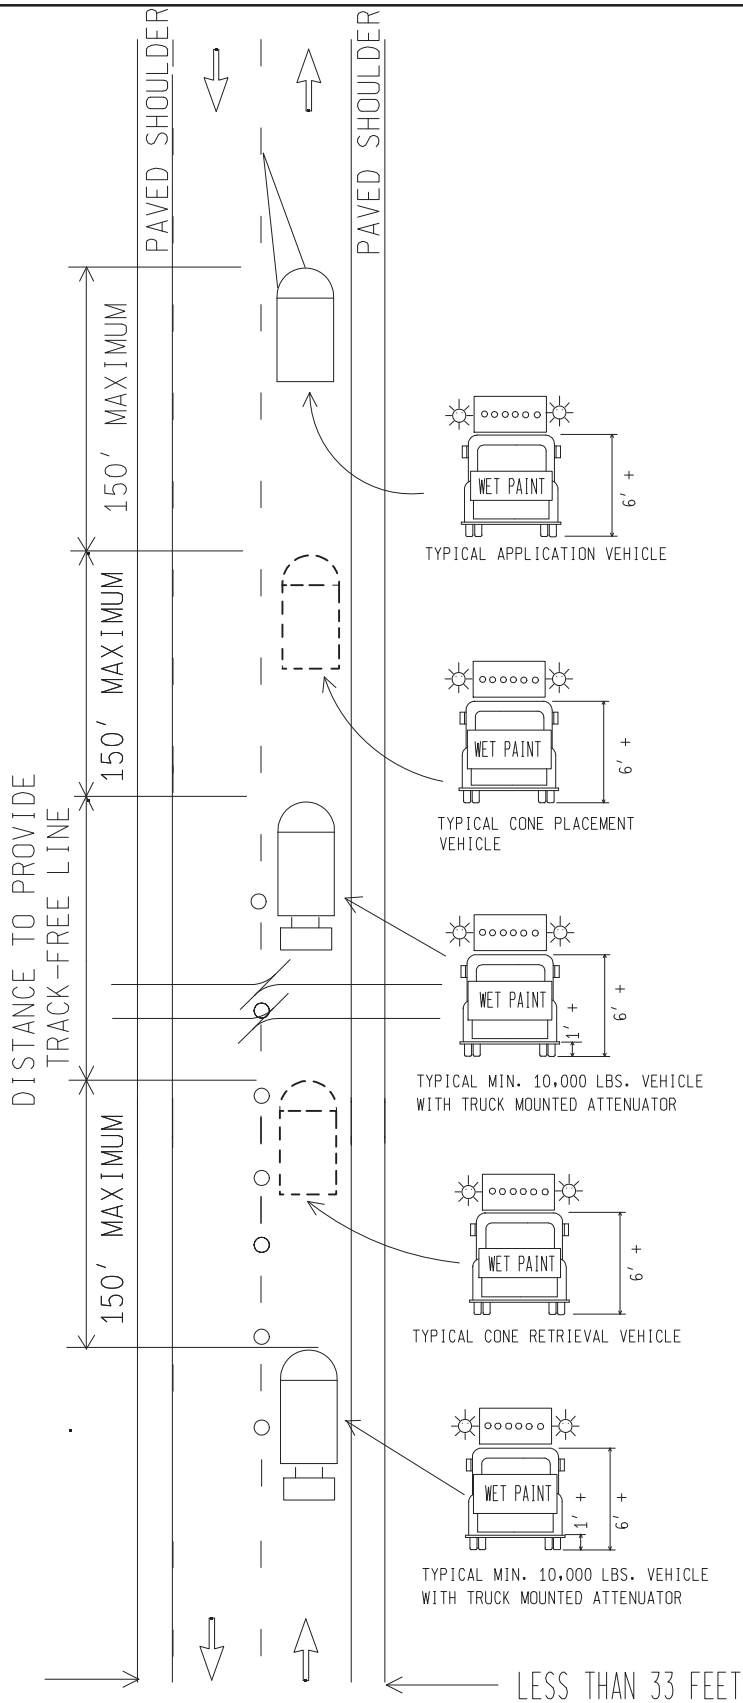 PAVED SHOULDER
PAVED SHOULDER
150' MAXIMUM
WET PAINT
6' +
TYPICAL APPLICATION VEHICLE
150' MAXIMUM
WET PAINT
6' +
TYPICAL CONE PLACEMENT
VEHICLE
DISTANCE TO PROVIDE
TRACK-FREE LINE
WET PAINT
1' +
6' +
TYPICAL MIN. 10,000 LBS. VEHICLE
WITH TRUCK MOUNTED ATTENUATOR
150' MAXIMUM
WET PAINT
6' +
TYPICAL CONE RETRIEVAL VEHICLE
WET PAINT
1' +
6' +
TYPICAL MIN. 10,000 LBS. VEHICLE
WITH TRUCK MOUNTED ATTENUATOR
LESS THAN 33 FEET